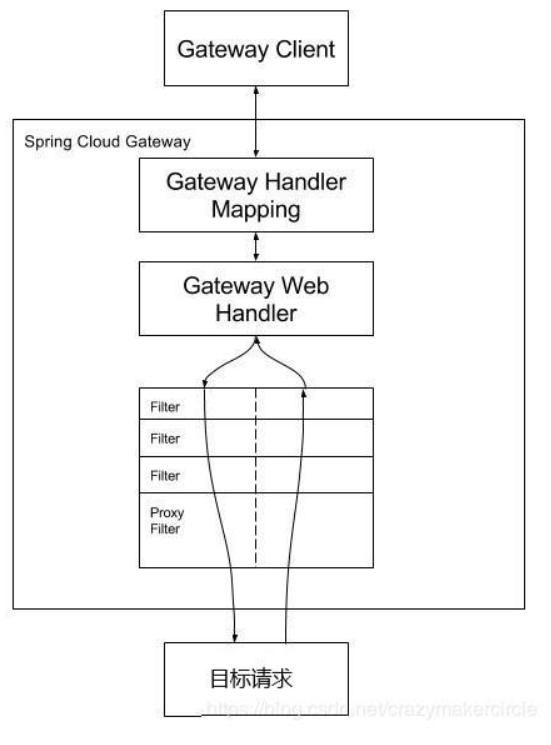 Gateway Client
Spring Cloud Gateway
Gateway Handler
Mapping
Gateway Web
Handler
Filter
Filter
Filter
Proxy
Filter
目标请求
https://blog.csdn.net/crazymakercircle